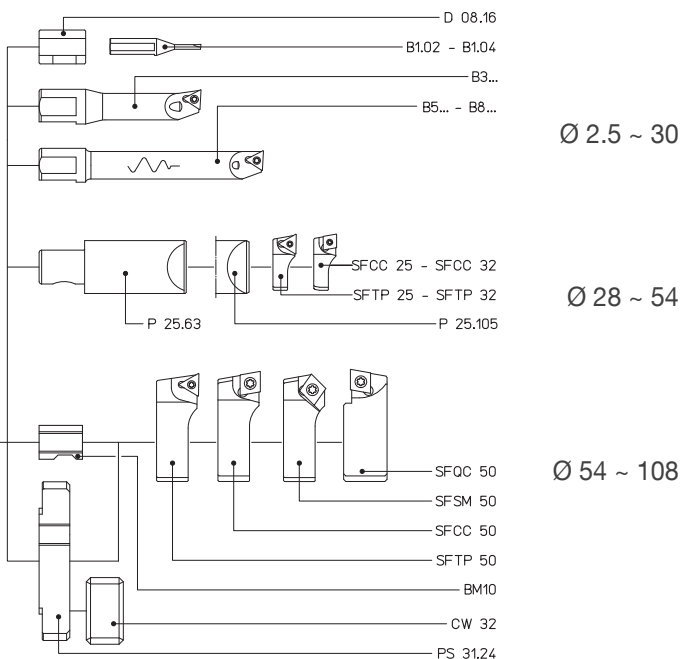 D 08.16
B1.02 - B1.04
B3...
B5... - B8...
Ø 2.5 ~ 30
SFCC 25 - SFCC 32
SFTP 25 - SFTP 32
Ø 28 ~ 54
P 25.63
P 25.105
SFQC 50
Ø 54 ~ 108
SFSM 50
SFCC 50
SFTP 50
BM10
CW 32
PS 31.24